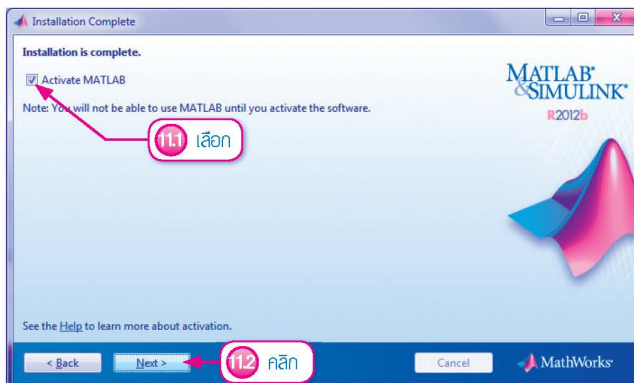 Installation Complete
Installation is complete.
Activate MATLAB
Note: You will not be able to use MATLAB until you activate the software.
11.1 เลือก
MATLAB®
&SIMULINK®
R2012b
See the Help to learn more about activation.
< Back
Next >
11.2 คลิก
Cancel
MathWorks®